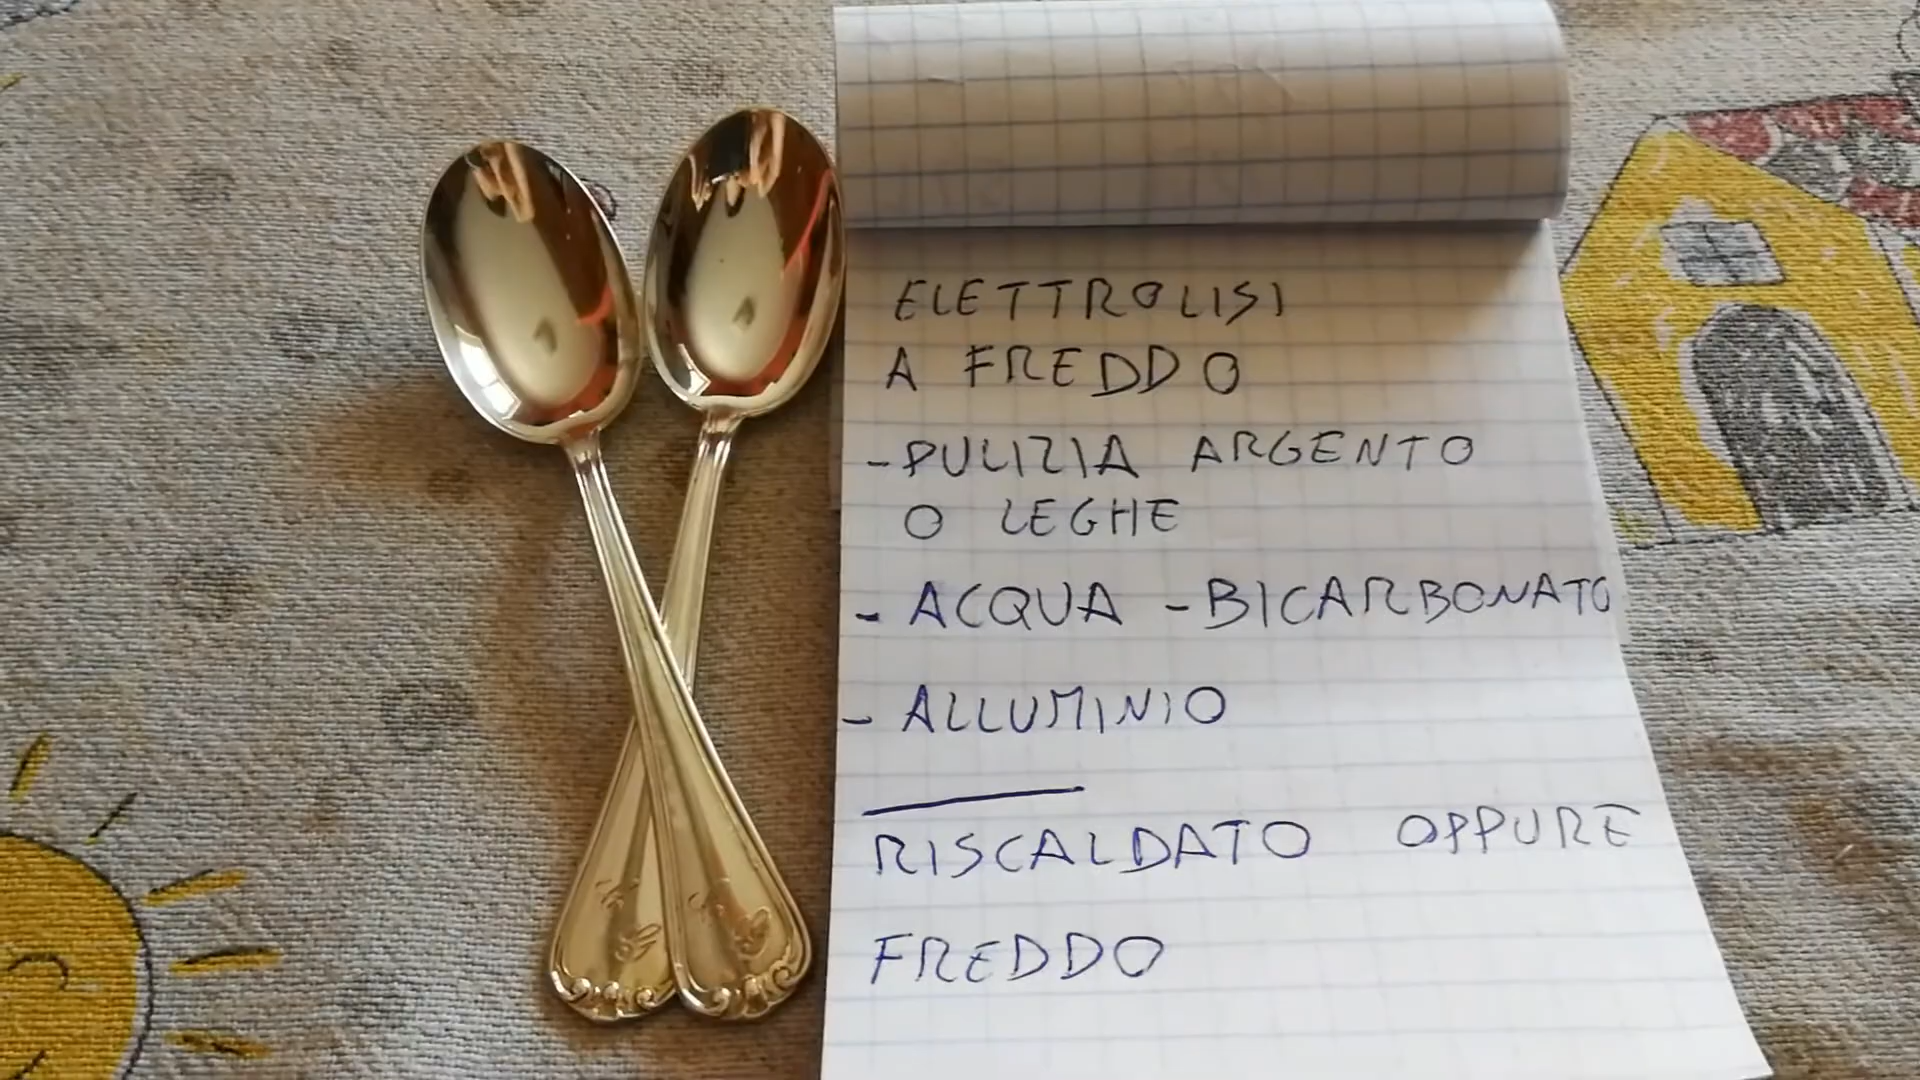 ELETTROLISI
A FREDDO
- PULIZIA ARGENTO
O LEGHE
- ACQUA - BICARBONATO
- ALLUMINIO
RISCALDATO OPPURE
FREDDO